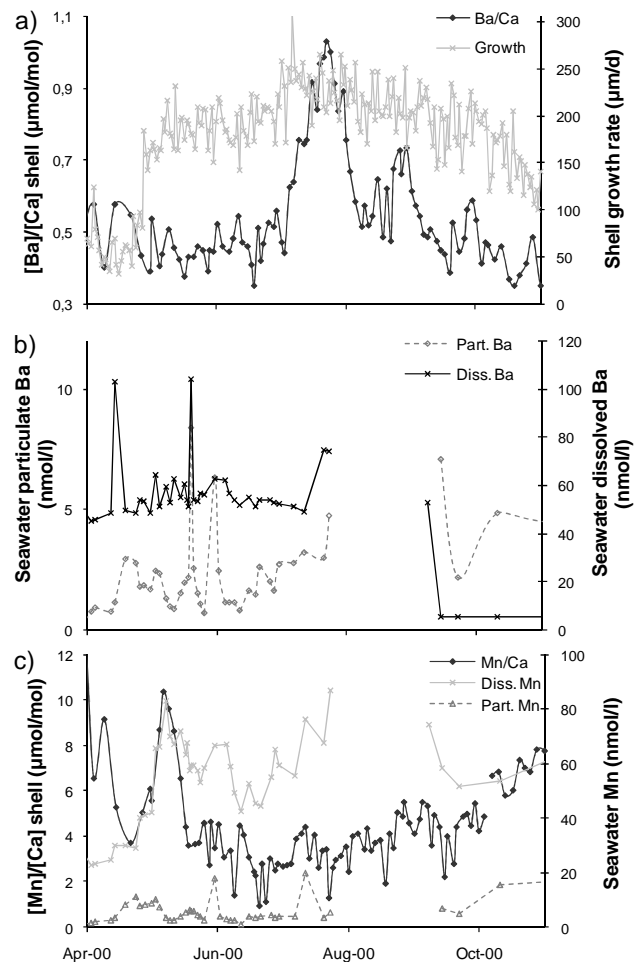 a)
1,1
0,9
0,7
0,5
0,3
[Ba]/[Ca] shell (µmol/mol)
Ba/Ca
Growth
300
250
200
150
100
50
0
Shell growth rate (µm/d)
b)
10
5
0
Seawater particulate Ba
(nmol/l)
Part. Ba
Diss. Ba
120
100
80
60
40
20
0
Seawater dissolved Ba
(nmol/l)
c)
12
10
8
6
4
2
0
[Mn]/[Ca] shell (µmol/mol)
Mn/Ca
Diss. Mn
Part. Mn
100
80
60
40
20
0
Seawater Mn (nmol/l)
Apr-00
Jun-00
Aug-00
Oct-00